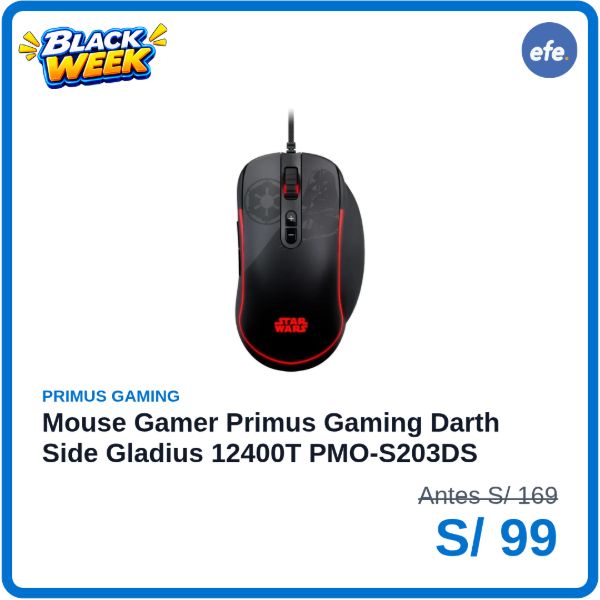 BLACK
WEEK
efe.
STAR
WARS
PRIMUS GAMING
Mouse Gamer Primus Gaming Darth
Side Gladius 12400T PMO-S203DS
Antes S/ 169
S/ 99